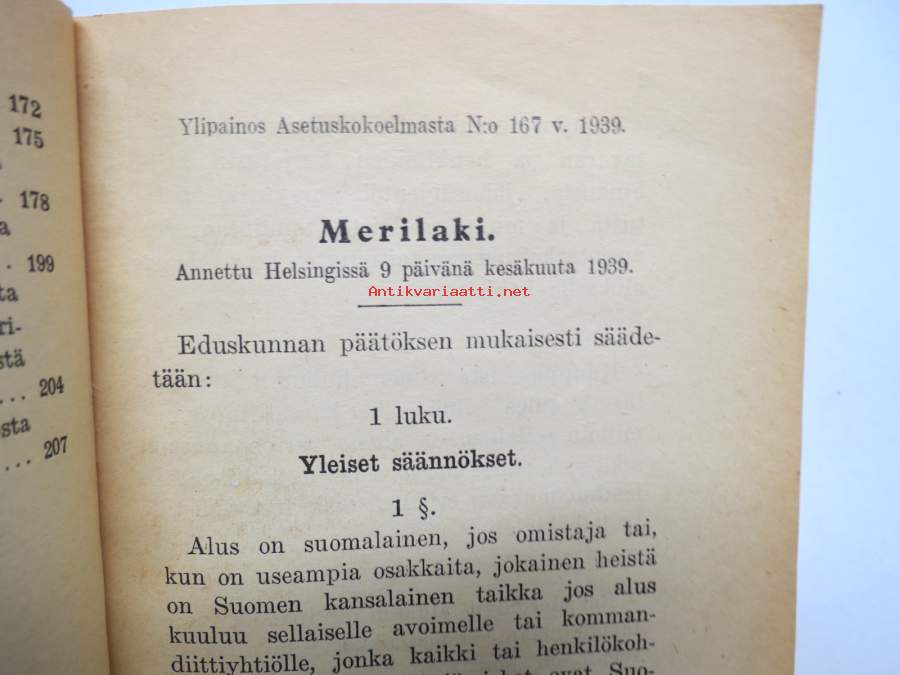 172
175
178
a
199
ta
ri-
stä
204
sta
207
Ylipainos Asetuskokoelmasta N:o 167 v. 1939.
Merilaki.
Annettu Helsingissä 9 päivänä kesäkuuta 1939.
Antikvariaatti.net
Eduskunnan päätöksen mukaisesti sääde-
tään:
1 luku.
Yleiset säännökset.
1 §.
Alus on suomalainen, jos omistaja tai,
kun on useampia osakkaita, jokainen heistä
on Suomen kansalainen taikka jos alus
kuuluu sellaiselle avoimelle tai komman-
diittiyhtiölle, jonka kaikki tai henkilökoh-
ovat Suo-